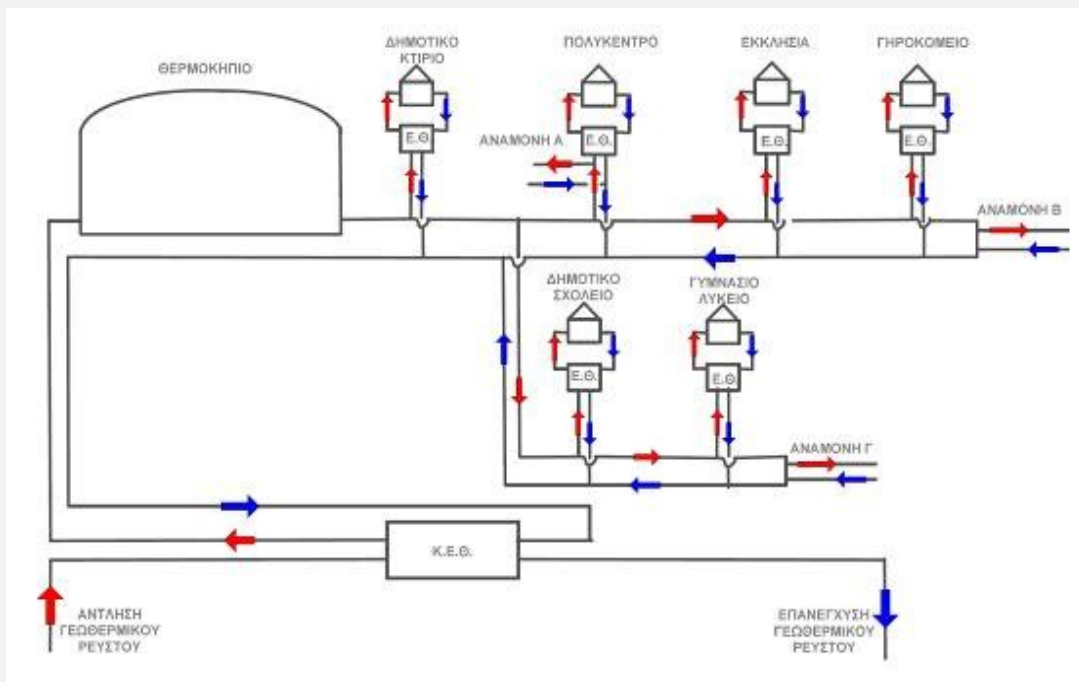 ΔΗΜΟΤΙΚΟ
ΚΤΙΡΙΟ
ΠΟΛΥΚΕΝΤΡΟ
ΕΚΚΛΗΣΙΑ
ΓΗΡΟΚΟΜΕΙΟ
ΘΕΡΜΟΚΗΠΙΟ
Ε.Θ.
Ε.Θ.
Ε.Θ.
Ε.Θ.
ΑΝΑΜΟΝΗ Α
ΑΝΑΜΟΝΗ Β
ΔΗΜΟΤΙΚΟ
ΣΧΟΛΕΙΟ
ΓΥΜΝΑΣΙΟ
ΛΥΚΕΙΟ
Ε.Θ.
Ε.Θ.
ΑΝΑΜΟΝΗ Γ
Κ.Ε.Θ.
ΑΝΤΛΗΣΗ
ΓΕΩΘΕΡΜΙΚΟΥ
ΡΕΥΣΤΟΥ
ΕΠΑΝΕΓΧΥΣΗ
ΓΕΩΘΕΡΜΙΚΟΥ
ΡΕΥΣΤΟΥ